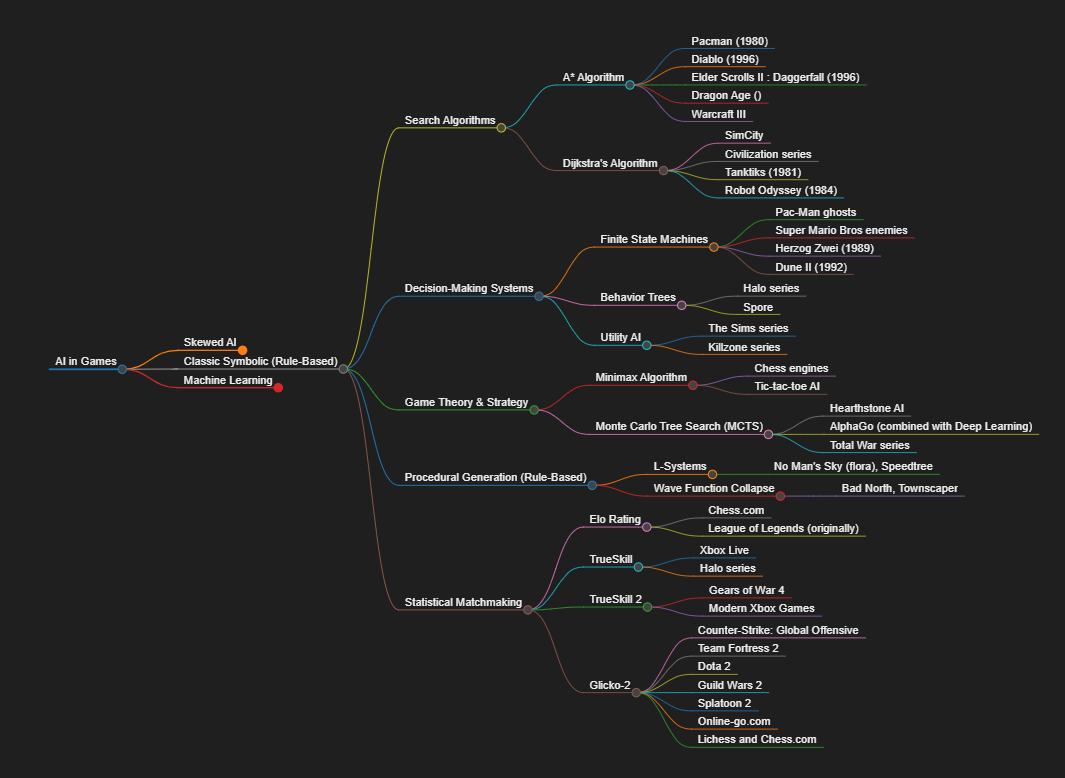 AI in Games
Skewed AI
Classic Symbolic (Rule-Based)
Machine Learning
Search Algorithms
A* Algorithm
Pacman (1980)
Diablo (1996)
Elder Scrolls II : Daggerfall (1996)
Dragon Age ()
Warcraft III
Dijkstra's Algorithm
SimCity
Civilization series
Tanktiks (1981)
Robot Odyssey (1984)
Decision-Making Systems
Finite State Machines
Pac-Man ghosts
Super Mario Bros enemies
Herzog Zwei (1989)
Dune II (1992)
Behavior Trees
Halo series
Spore
Utility AI
The Sims series
Killzone series
Game Theory & Strategy
Minimax Algorithm
Chess engines
Tic-tac-toe AI
Monte Carlo Tree Search (MCTS)
Hearthstone AI
AlphaGo (combined with Deep Learning)
Total War series
Procedural Generation (Rule-Based)
L-Systems
No Man's Sky (flora), Speedtree
Wave Function Collapse
Bad North, Townscaper
Statistical Matchmaking
Elo Rating
Chess.com
League of Legends (originally)
TrueSkill
Xbox Live
Halo series
TrueSkill 2
Gears of War 4
Modern Xbox Games
Glicko-2
Counter-Strike: Global Offensive
Team Fortress 2
Dota 2
Guild Wars 2
Splatoon 2
Online-go.com
Lichess and Chess.com